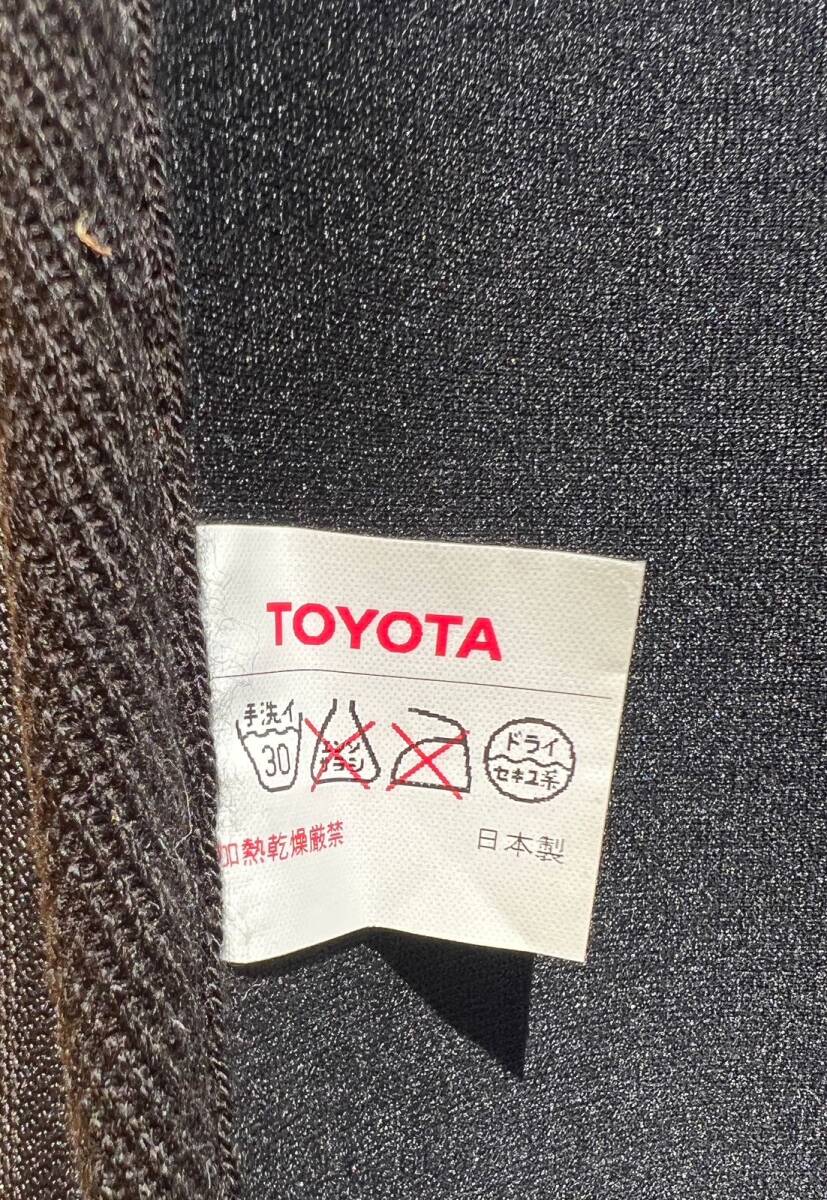 TOYOTA
手洗イ
30
エンソ
サラシ
ドライ
セキユ系
加熱乾燥厳禁
日本製